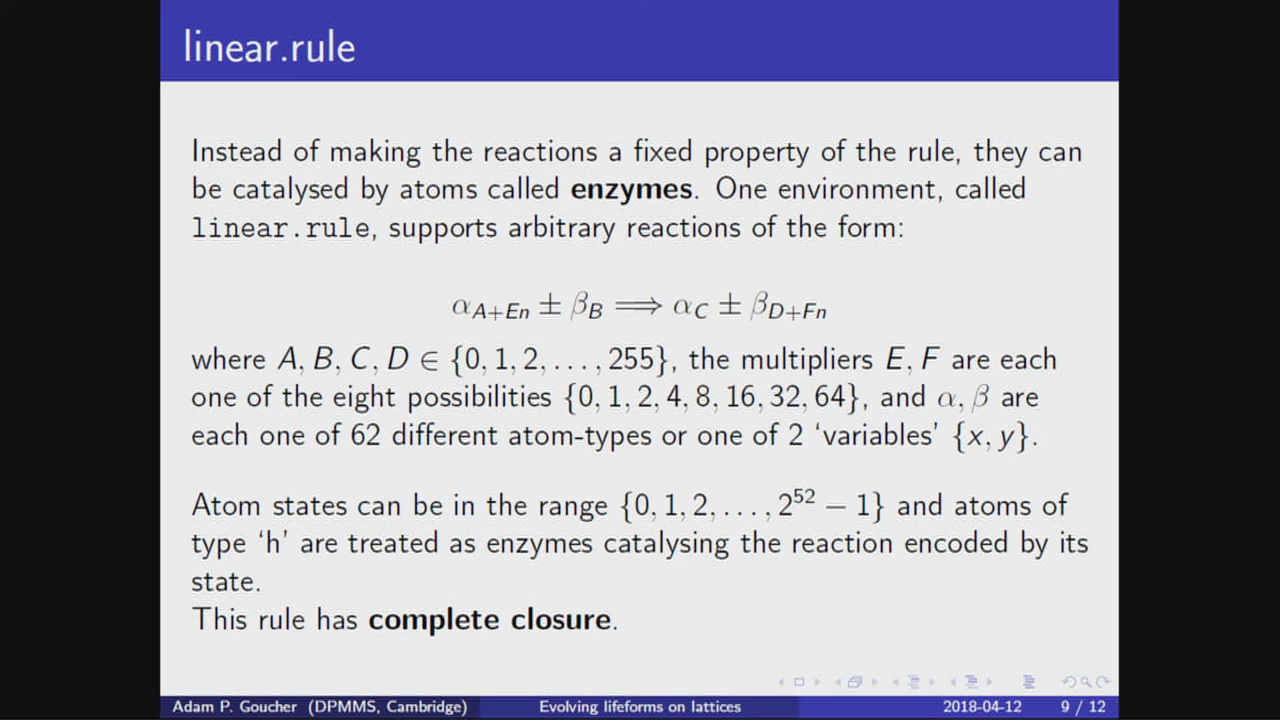 linear.rule
Instead of making the reactions a fixed property of the rule, they can
be catalysed by atoms called enzymes. One environment, called
linear.rule, supports arbitrary reactions of the form:
α_{A+En} ± β_B ⟹ α_C ± β_{D+Fn}
where A, B, C, D ∈ {0, 1, 2, . . . , 255}, the multipliers E, F are each
one of the eight possibilities {0, 1, 2, 4, 8, 16, 32, 64}, and α, β are
each one of 62 different atom-types or one of 2 ‘variables’ {x, y}.
Atom states can be in the range {0, 1, 2, . . . , 2^{52} − 1} and atoms of
type ‘h’ are treated as enzymes catalysing the reaction encoded by its
state.
This rule has complete closure.
Adam P. Goucher (DPMMS, Cambridge) Evolving lifeforms on lattices 2018-04-12 9 / 12